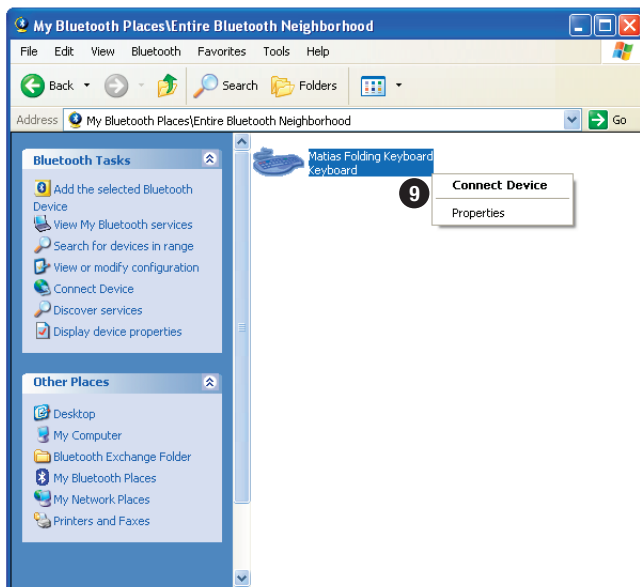 My Bluetooth Places\Entire Bluetooth Neighborhood
File Edit View Bluetooth Favorites Tools Help
Back Search Folders
Address My Bluetooth Places\Entire Bluetooth Neighborhood Go
Bluetooth Tasks
Add the selected Bluetooth
Device
View My Bluetooth services
Search for devices in range
View or modify configuration
Connect Device
Discover services
Display device properties
Other Places
Desktop
My Computer
Bluetooth Exchange Folder
My Bluetooth Places
My Network Places
Printers and Faxes
Matias Folding Keyboard
Keyboard
9
Connect Device
Properties